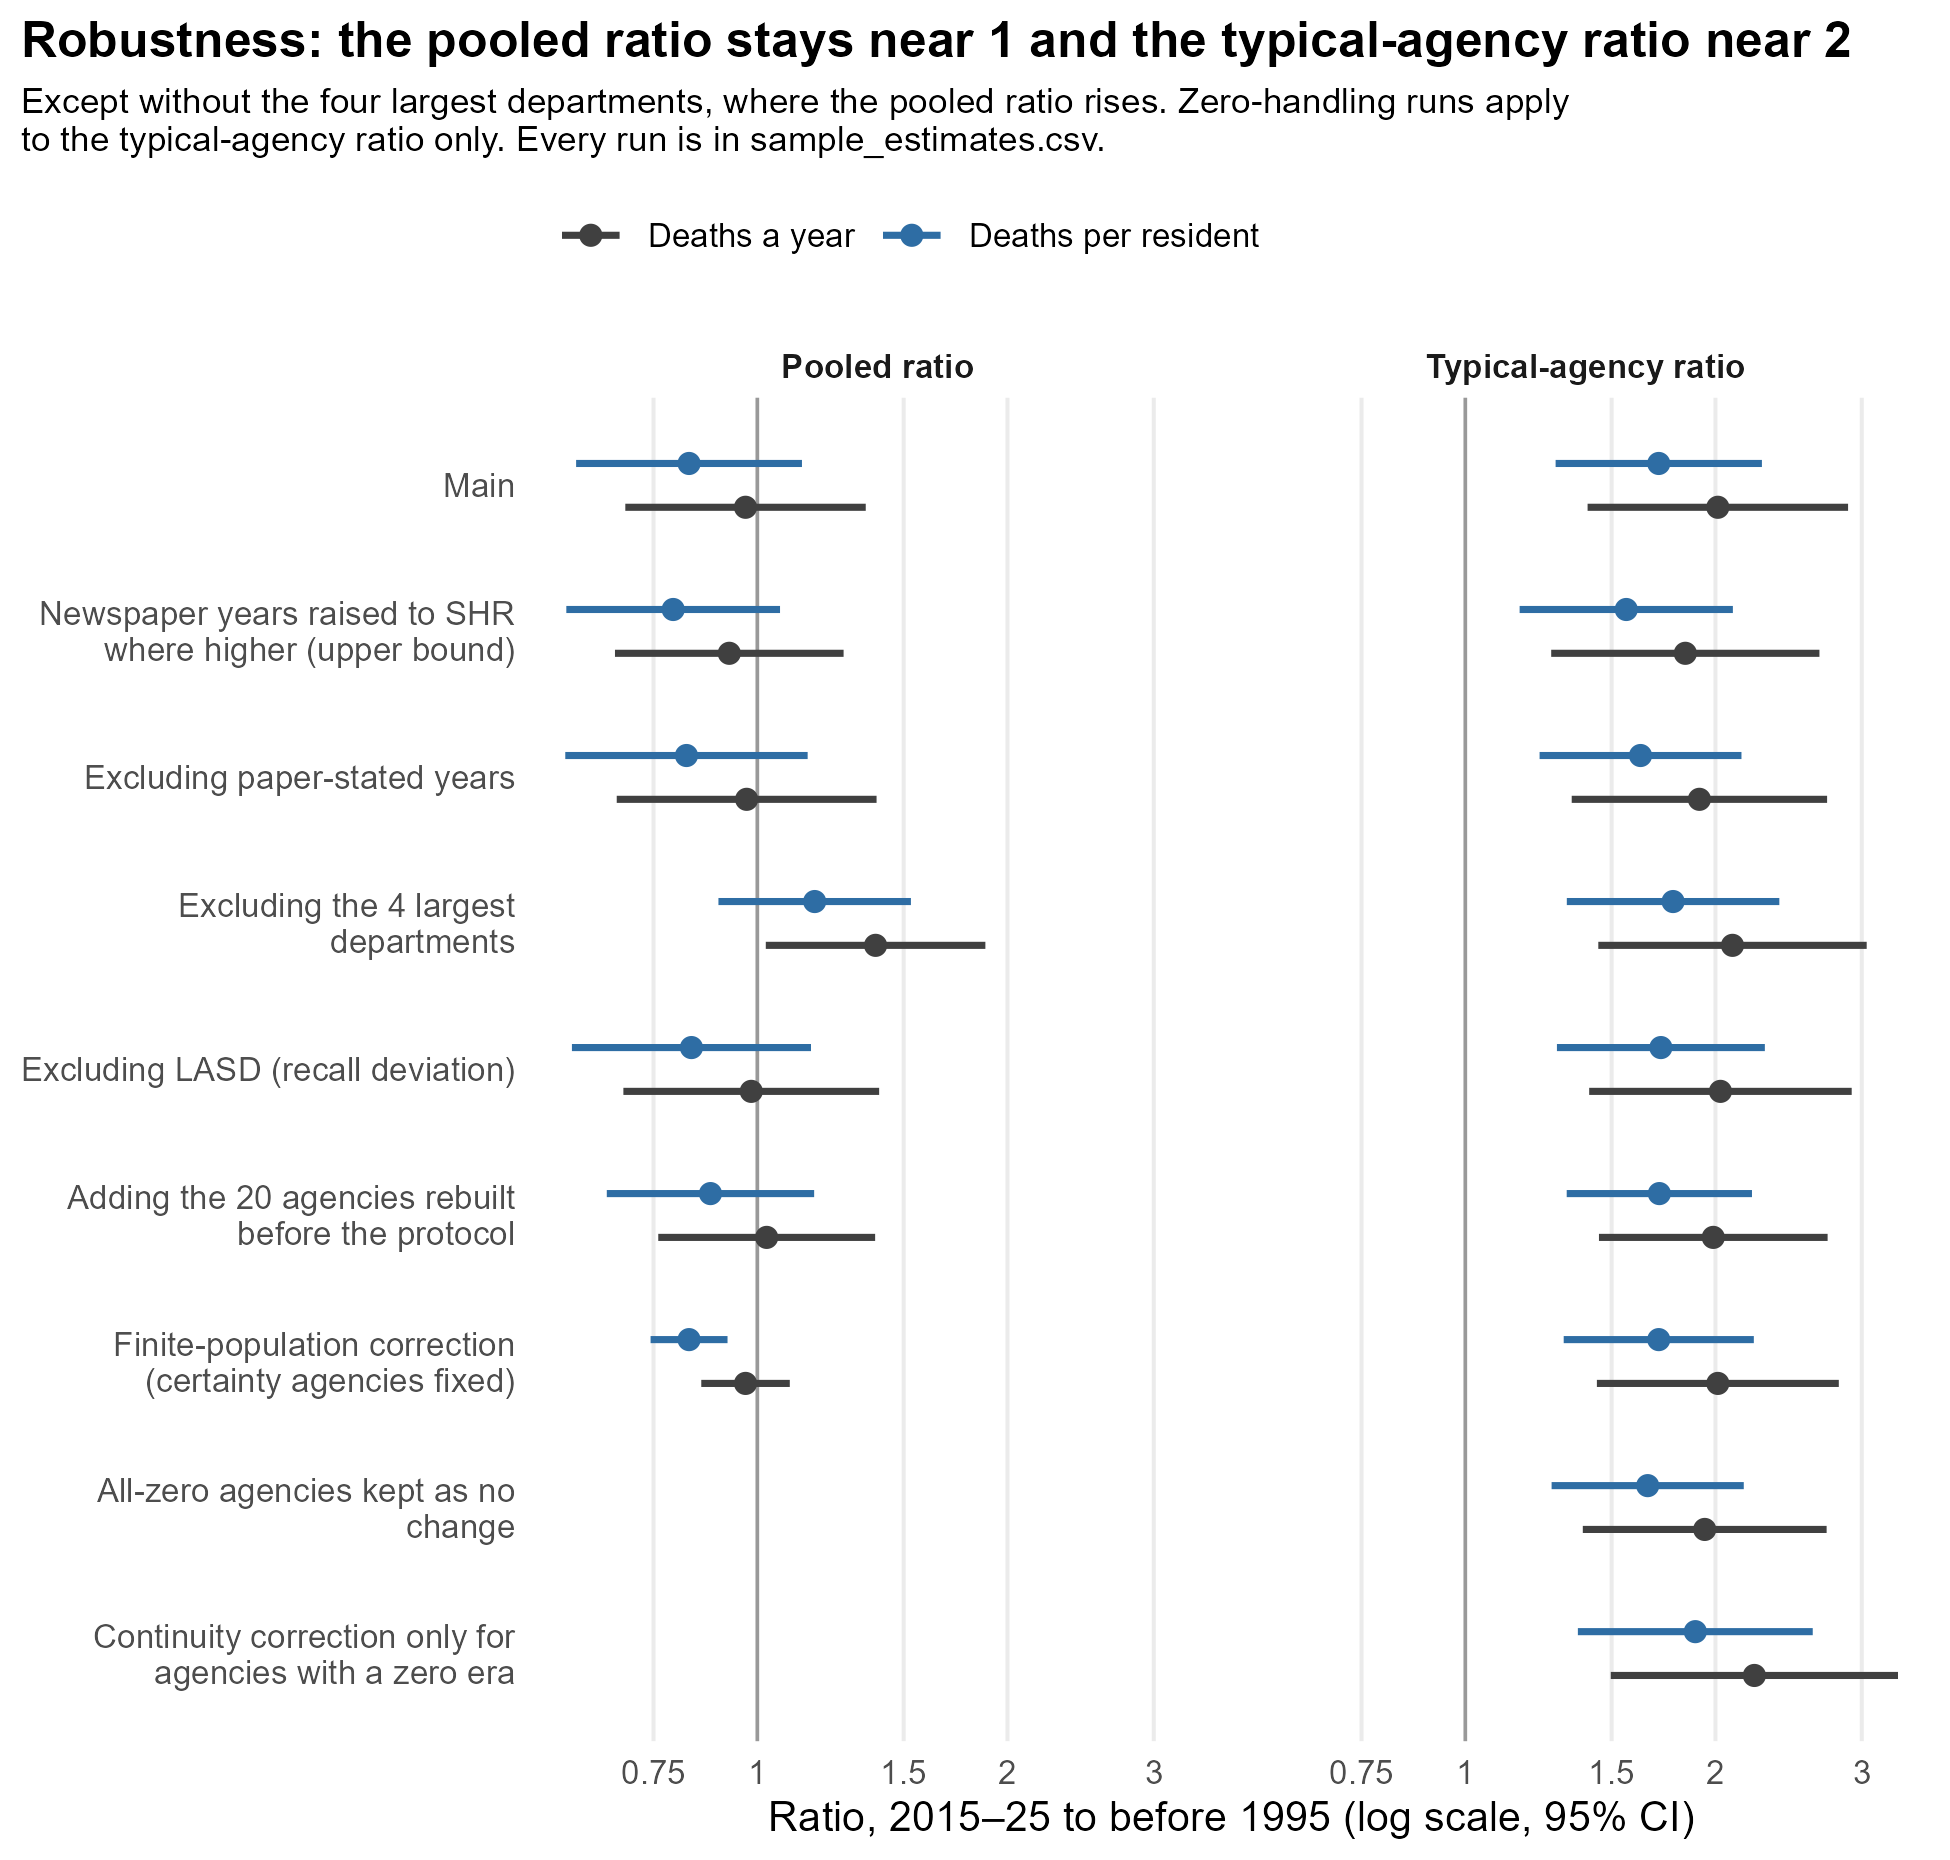 Robustness: the pooled ratio stays near 1 and the typical-agency ratio near 2
Except without the four largest departments, where the pooled ratio rises. Zero-handling runs apply
to the typical-agency ratio only. Every run is in sample_estimates.csv.
Deaths a year
Deaths per resident
Pooled ratio
Typical-agency ratio
Main
Newspaper years raised to SHR
where higher (upper bound)
Excluding paper-stated years
Excluding the 4 largest
departments
Excluding LASD (recall deviation)
Adding the 20 agencies rebuilt
before the protocol
Finite-population correction
(certainty agencies fixed)
All-zero agencies kept as no
change
Continuity correction only for
agencies with a zero era
0.75 1 1.5 2 3
0.75 1 1.5 2 3
Ratio, 2015–25 to before 1995 (log scale, 95% CI)